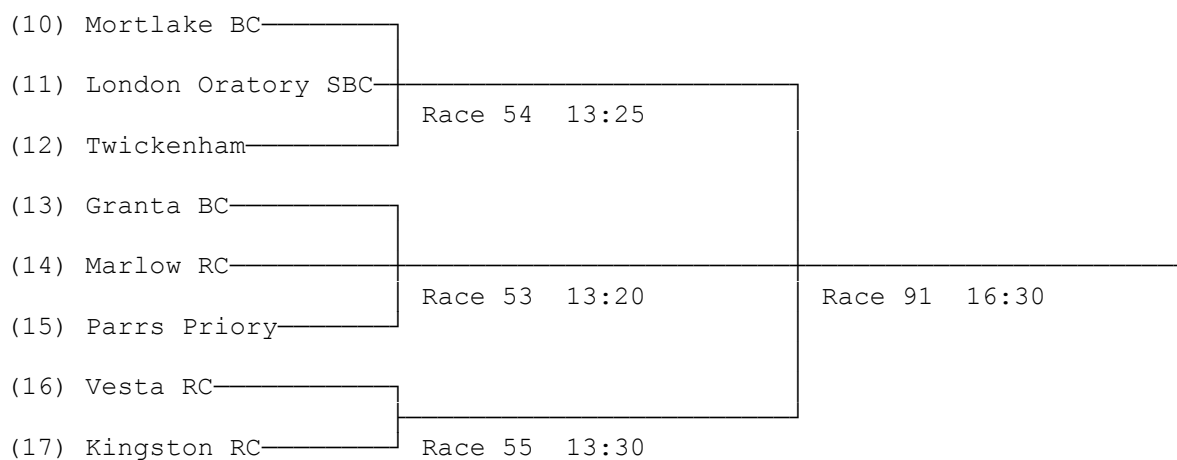 (10) Mortlake BC
(11) London Oratory SBC
Race 54 13:25
(12) Twickenham
(13) Granta BC
(14) Marlow RC
Race 53 13:20 Race 91 16:30
(15) Parrs Priory
(16) Vesta RC
(17) Kingston RC Race 55 13:30